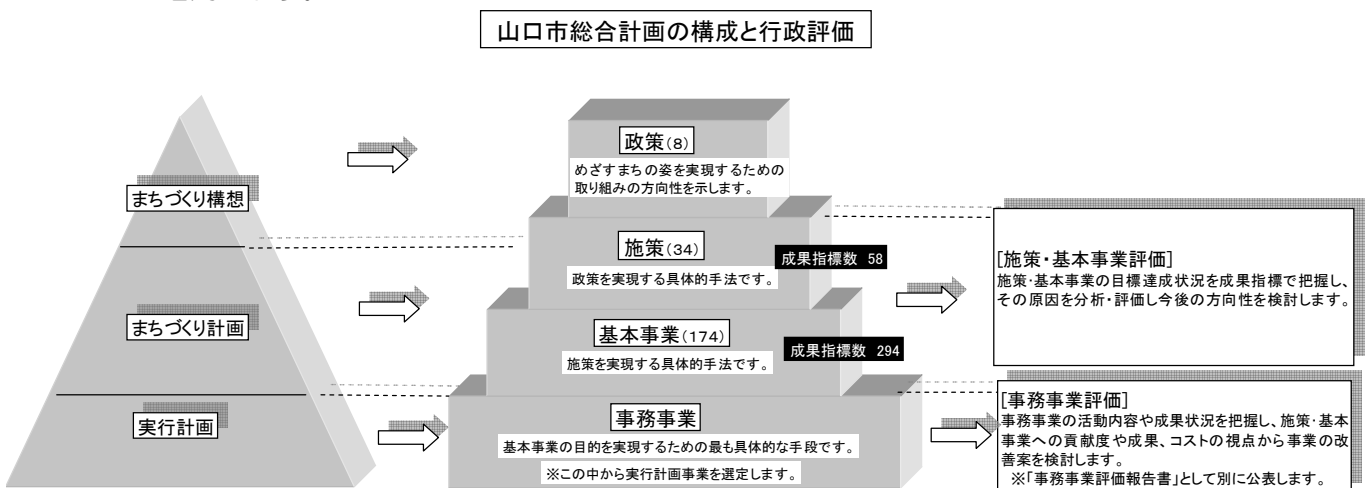 山口市総合計画の構成と行政評価
まちづくり構想
まちづくり計画
実行計画
政策(8)
めざすまちの姿を実現するための
取り組みの方向性を示します。
施策(34)
成果指標数 58
政策を実現する具体的手法です。
基本事業(174)
成果指標数 294
施策を実現する具体的手法です。
事務事業
基本事業の目的を実現するための最も具体的な手段です。
※この中から実行計画事業を選定します。
[施策・基本事業評価]
施策・基本事業の目標達成状況を成果指標で把握し、
その原因を分析・評価し今後の方向性を検討します。
[事務事業評価]
事務事業の活動内容や成果状況を把握し、施策・基本
事業への貢献度や成果、コストの視点から事業の改
善案を検討します。
※「事務事業評価報告書」として別に公表します。